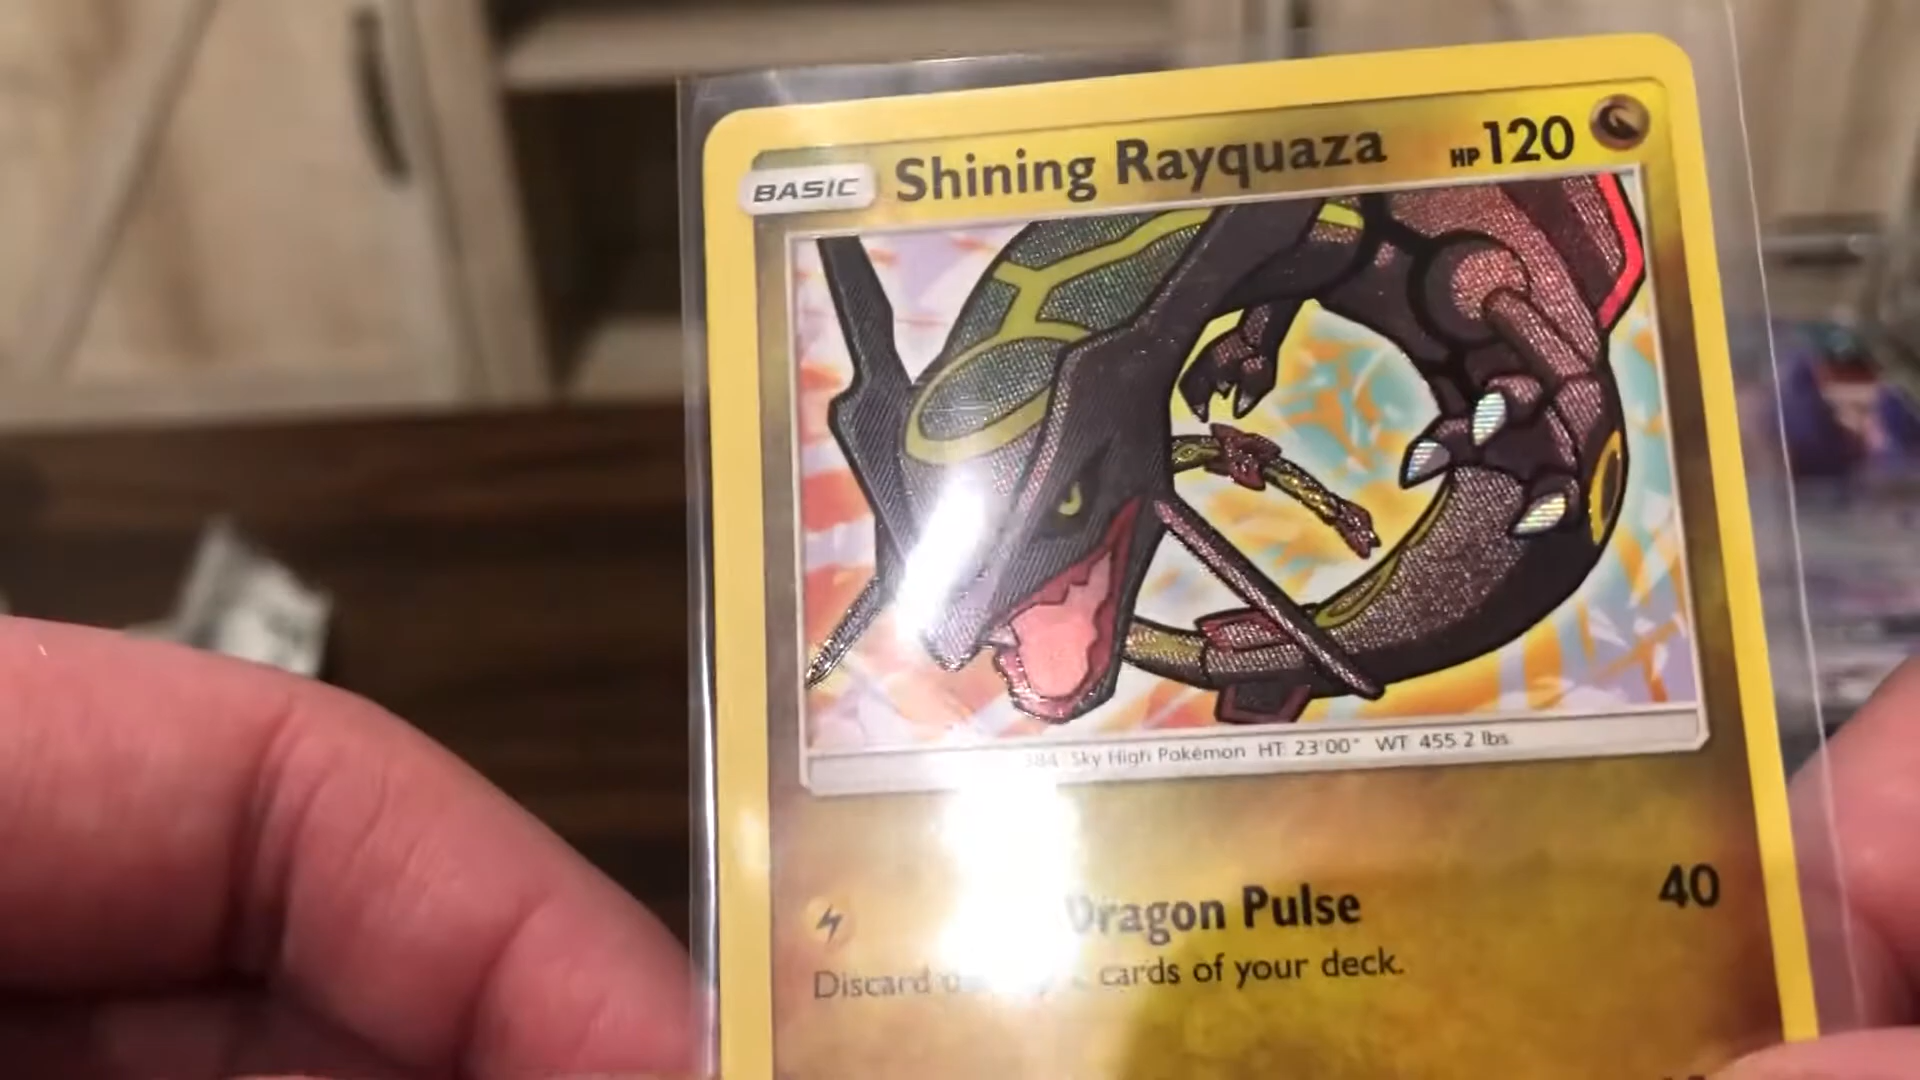 BASIC Shining Rayquaza HP 120
384 Sky High Pokémon HT: 23'00" WT: 455.2 lbs.
Dragon Pulse 40
Discard cards of your deck.